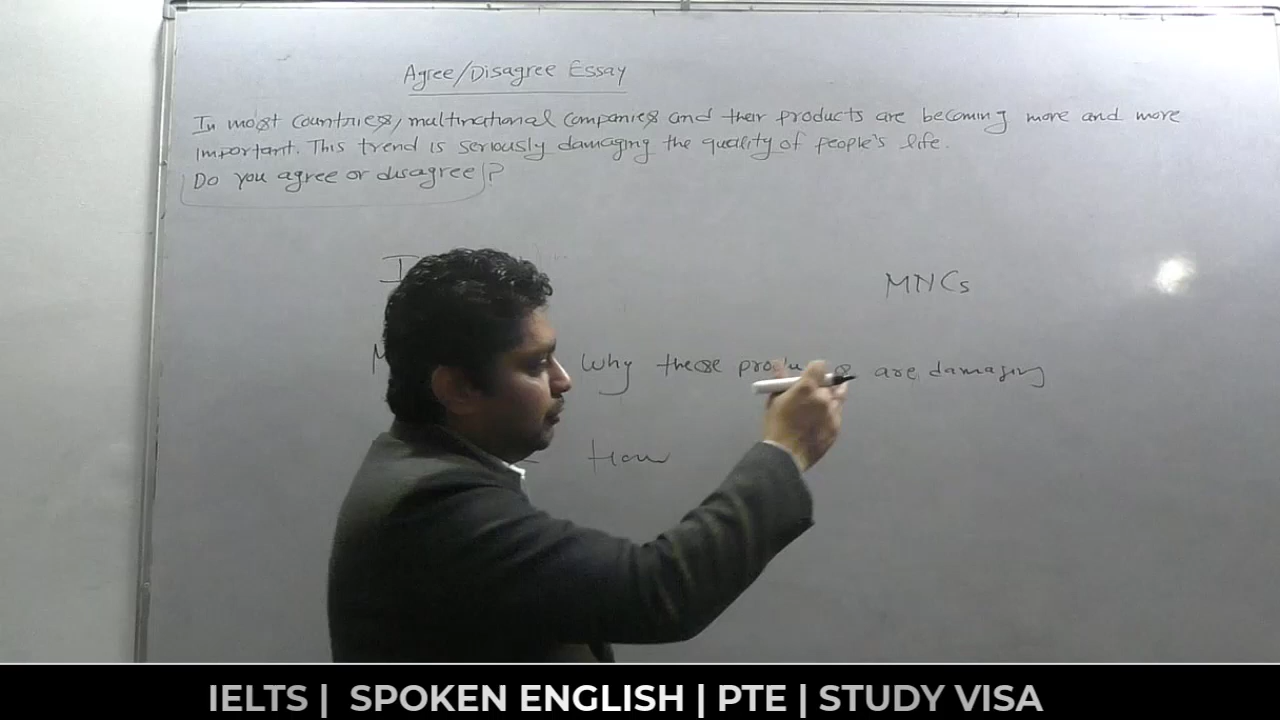 Agree/Disagree Essay
In most countries, multinational companies and their products are becoming more and more
important. This trend is seriously damaging the quality of people's life.
Do you agree or disagree?
MNCs
Why these are damaging
How
IELTS | SPOKEN ENGLISH | PTE | STUDY VISA